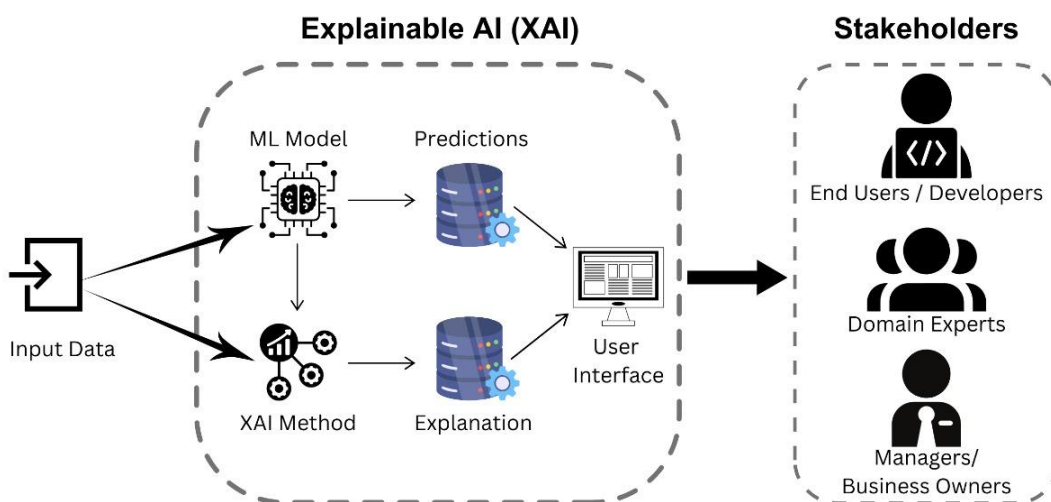 Explainable AI (XAI)
Stakeholders
ML Model
Predictions
</>
End Users / Developers
Input Data
User
Interface
Domain Experts
XAI Method
Explanation
Managers/
Business Owners